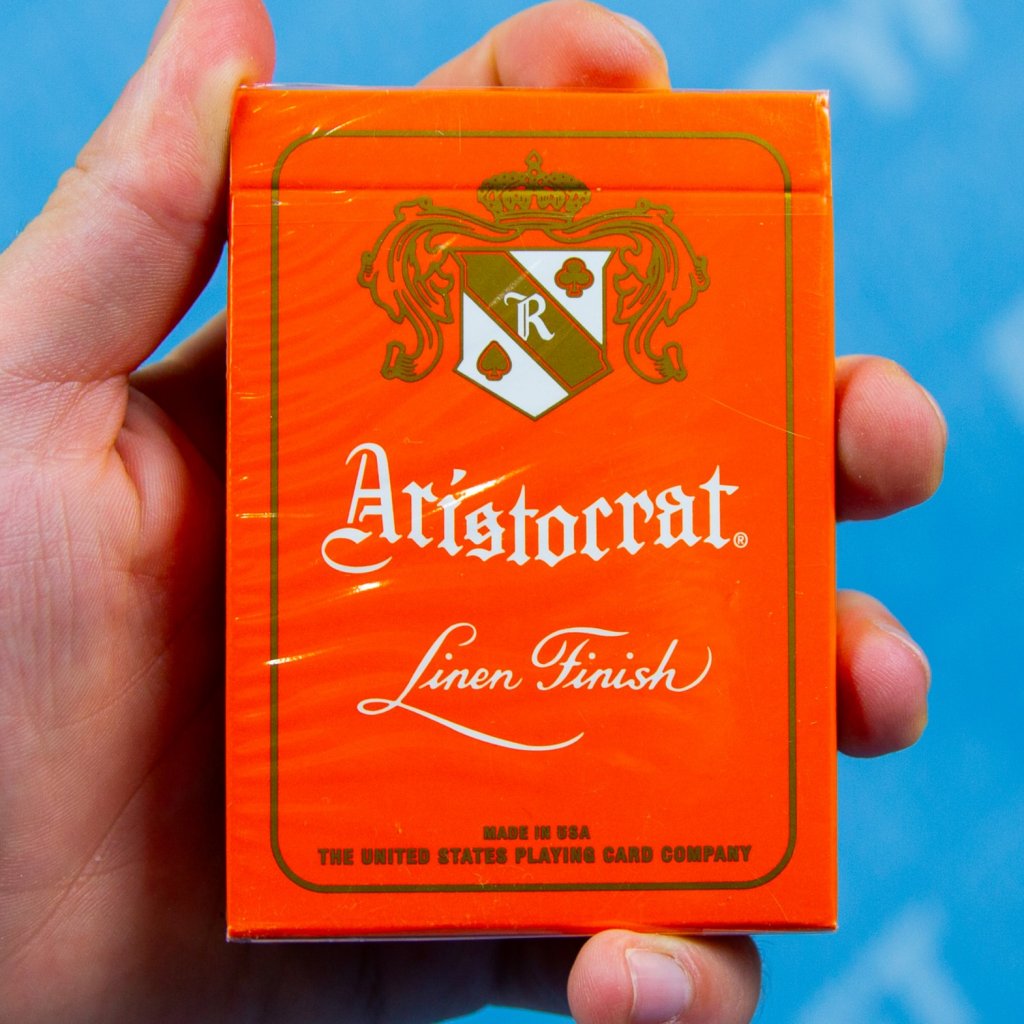 R
Aristocrat®
Linen Finish
MADE IN USA
THE UNITED STATES PLAYING CARD COMPANY